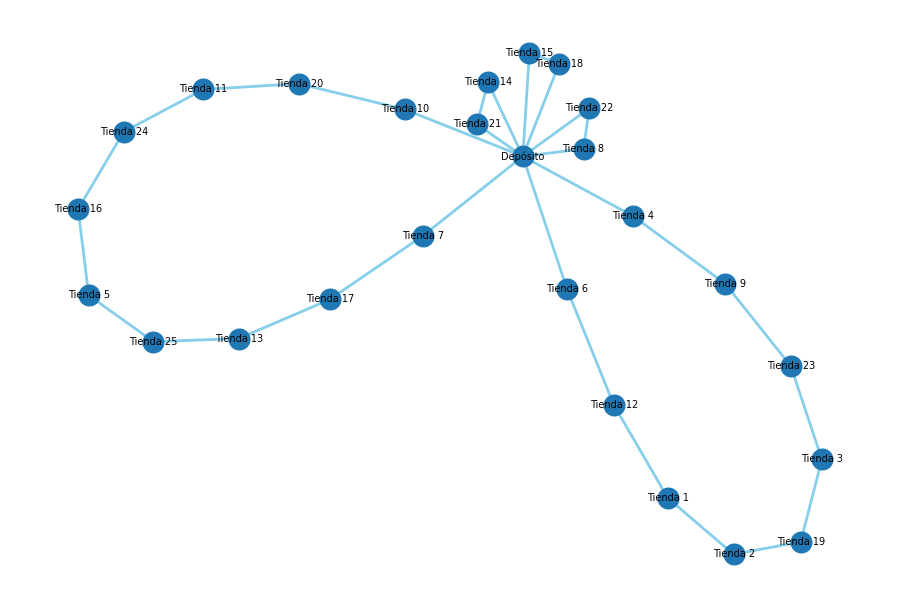 Tienda 15
Tienda 18
Tienda 14
Tienda 20
Tienda 11
Tienda 22
Tienda 10
Tienda 21
Tienda 24
Tienda 8
Depósito
Tienda 16
Tienda 4
Tienda 7
Tienda 9
Tienda 6
Tienda 5
Tienda 17
Tienda 13
Tienda 25
Tienda 23
Tienda 12
Tienda 3
Tienda 1
Tienda 19
Tienda 2